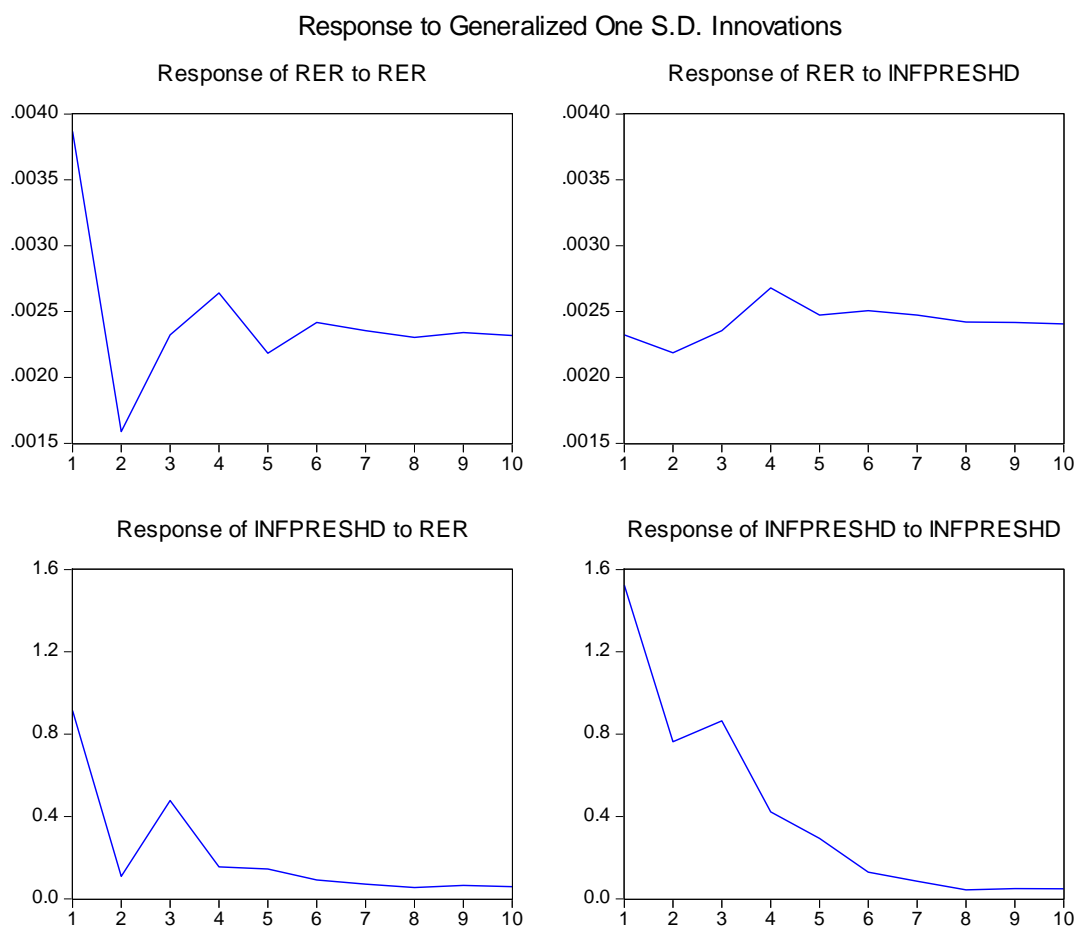 Response to Generalized One S.D. Innovations
Response of RER to RER
.0040
.0035
.0030
.0025
.0020
.0015
1 2 3 4 5 6 7 8 9 10
Response of RER to INFPRESHD
.0040
.0035
.0030
.0025
.0020
.0015
1 2 3 4 5 6 7 8 9 10
Response of INFPRESHD to RER
1.6
1.2
0.8
0.4
0.0
1 2 3 4 5 6 7 8 9 10
Response of INFPRESHD to INFPRESHD
1.6
1.2
0.8
0.4
0.0
1 2 3 4 5 6 7 8 9 10